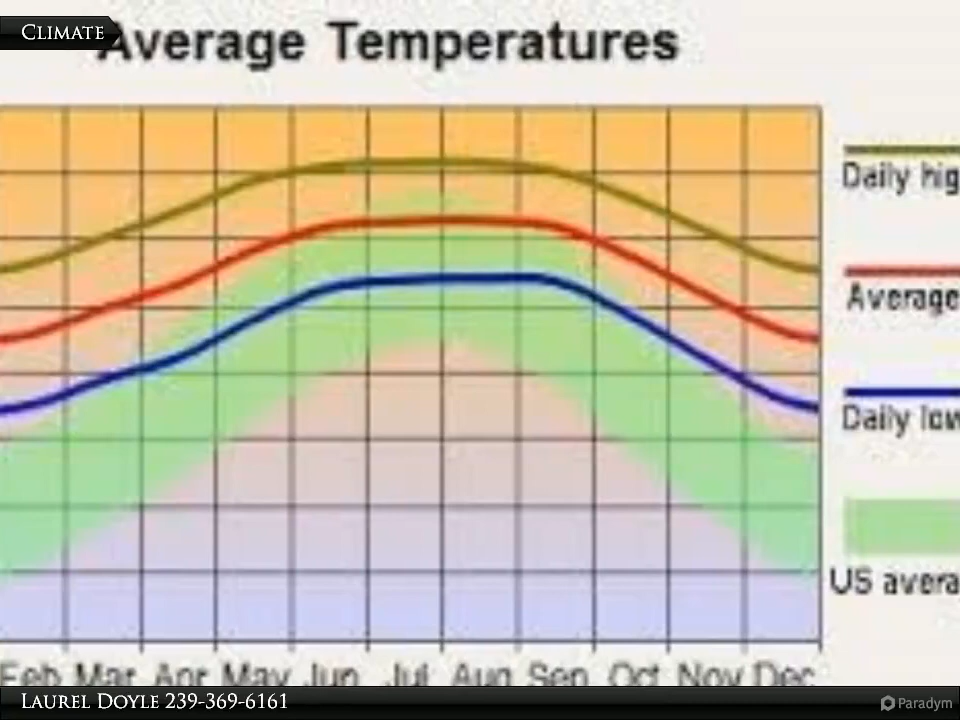 CLIMATE
Average Temperatures
Daily hig
Average
Daily low
US avera
Feb Mar Apr May Jun Jul Aug Sep Oct Nov Dec
LAUREL DOYLE 239-369-6161
Paradym